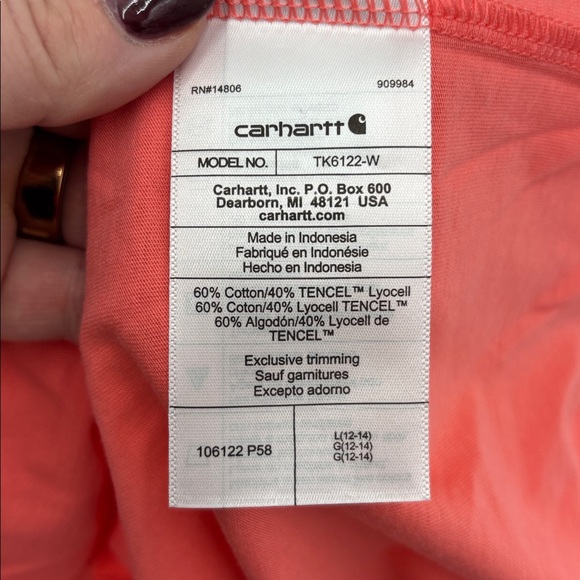 RN#14806 909984
carhartt
MODEL NO. TK6122-W
Carhartt, Inc. P.O. Box 600
Dearborn, MI 48121 USA
carhartt.com
Made in Indonesia
Fabriqué en Indonésie
Hecho en Indonesia
60% Cotton/40% TENCEL™ Lyocell
60% Coton/40% Lyocell TENCEL™
60% Algodón/40% Lyocell de
TENCEL™
Exclusive trimming
Sauf garnitures
Excepto adorno
106122 P58
L(12-14)
G(12-14)
G(12-14)